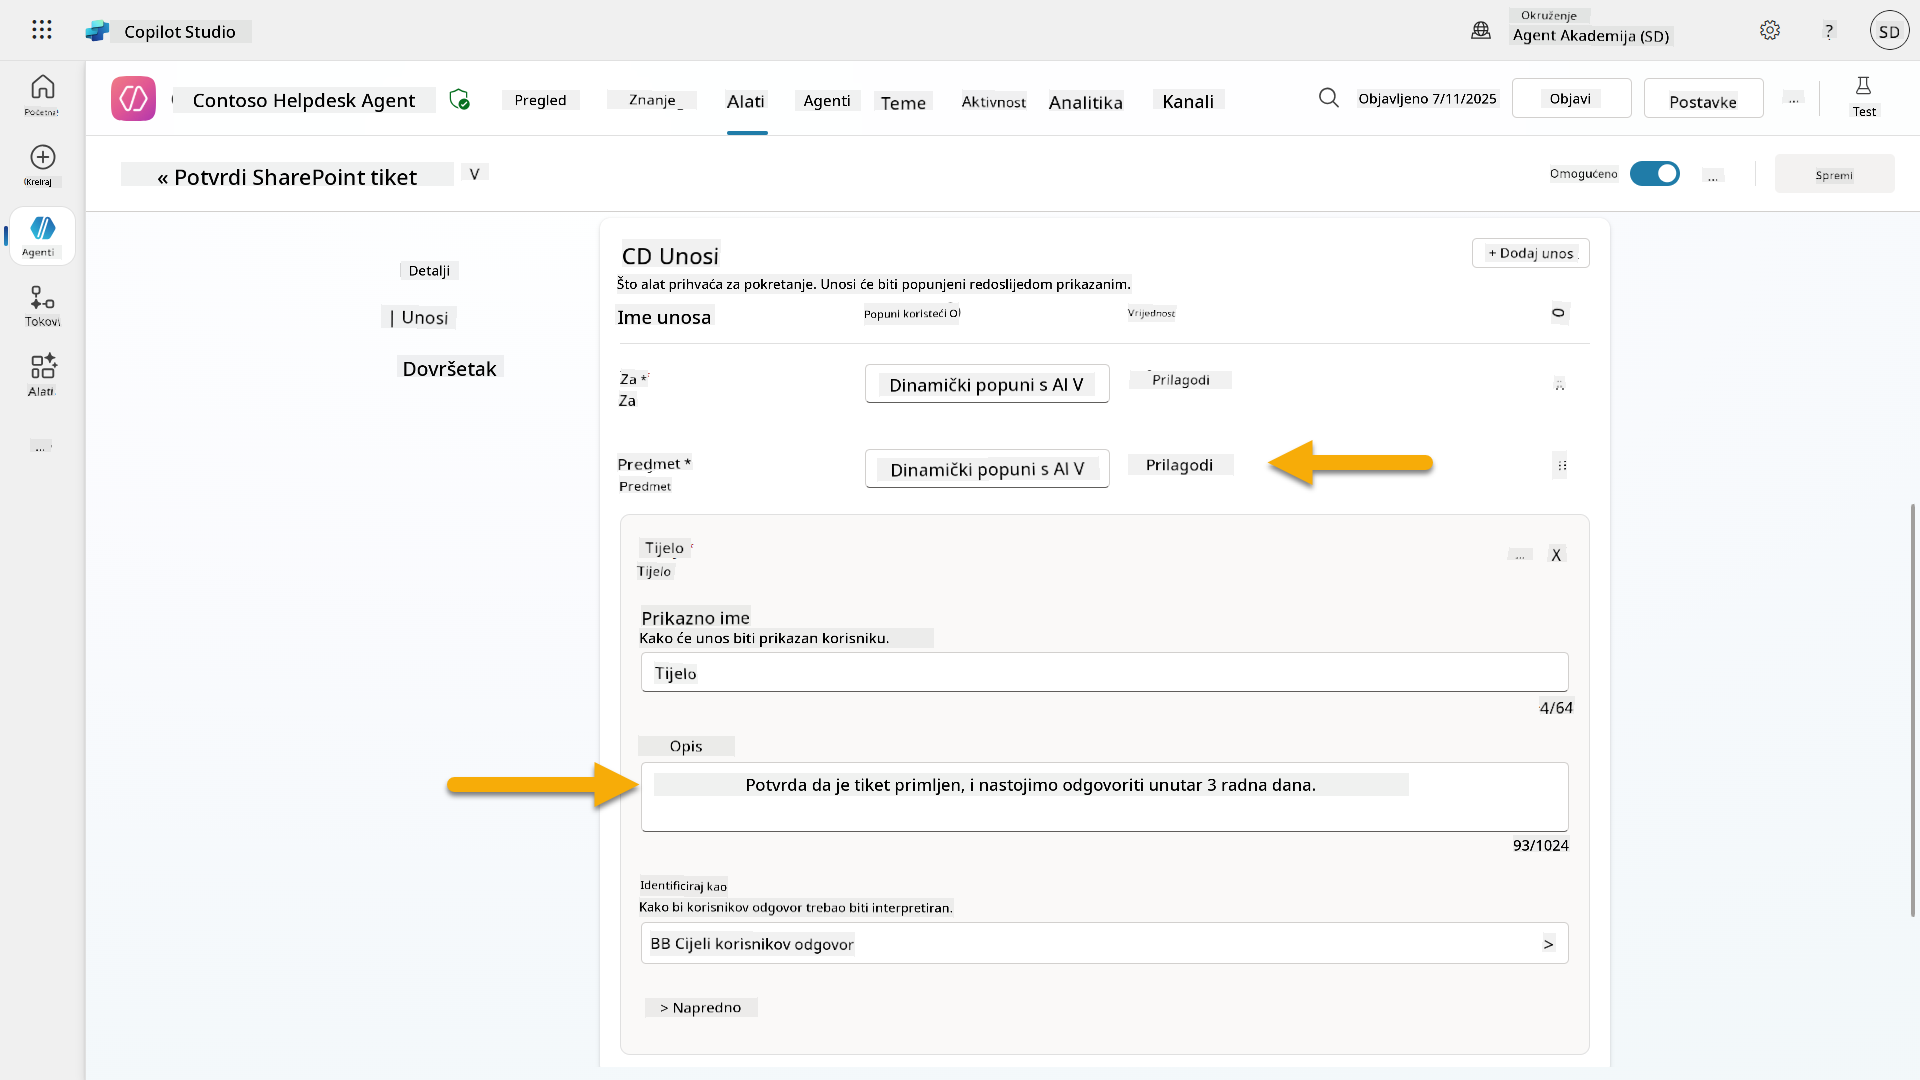 Copilot Studio
Okruženje
Agent Akademija (SD)
?
SD
Početna
Contoso Helpdesk Agent
Pregled
Znanje
Alati
Agenti
Teme
Aktivnost
Analitika
Kanali
Objavljeno 7/11/2025
Objavi
Postavke
...
Test
Kreiraj
« Potvrdi SharePoint tiket
V
Omogućeno
...
Spremi
Agenti
Tokovi
Alati
...
Detalji
| Unosi
Dovršetak
CD Unosi
+ Dodaj unos
Što alat prihvaća za pokretanje. Unosi će biti popunjeni redoslijedom prikazanim.
Ime unosa
Popuni koristeći
Vrijednost
Za *
Za
Dinamički popuni s AI V
Prilagodi
Predmet *
Predmet
Dinamički popuni s AI V
Prilagodi
Tijelo *
Tijelo
...
X
Prikazno ime
Kako će unos biti prikazan korisniku.
Tijelo
4/64
Opis
Potvrda da je tiket primljen, i nastojimo odgovoriti unutar 3 radna dana.
93/1024
Identificiraj kao
Kako bi korisnikov odgovor trebao biti interpretiran.
BB Cijeli korisnikov odgovor
>
> Napredno